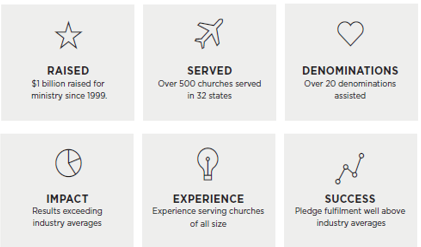 RAISED
$1 billion raised for
ministry since 1999.
SERVED
Over 500 churches served
in 32 states
DENOMINATIONS
Over 20 denominations
assisted
IMPACT
Results exceeding
industry averages
EXPERIENCE
Experience serving churches
of all size
SUCCESS
Pledge fulfilment well above
industry averages